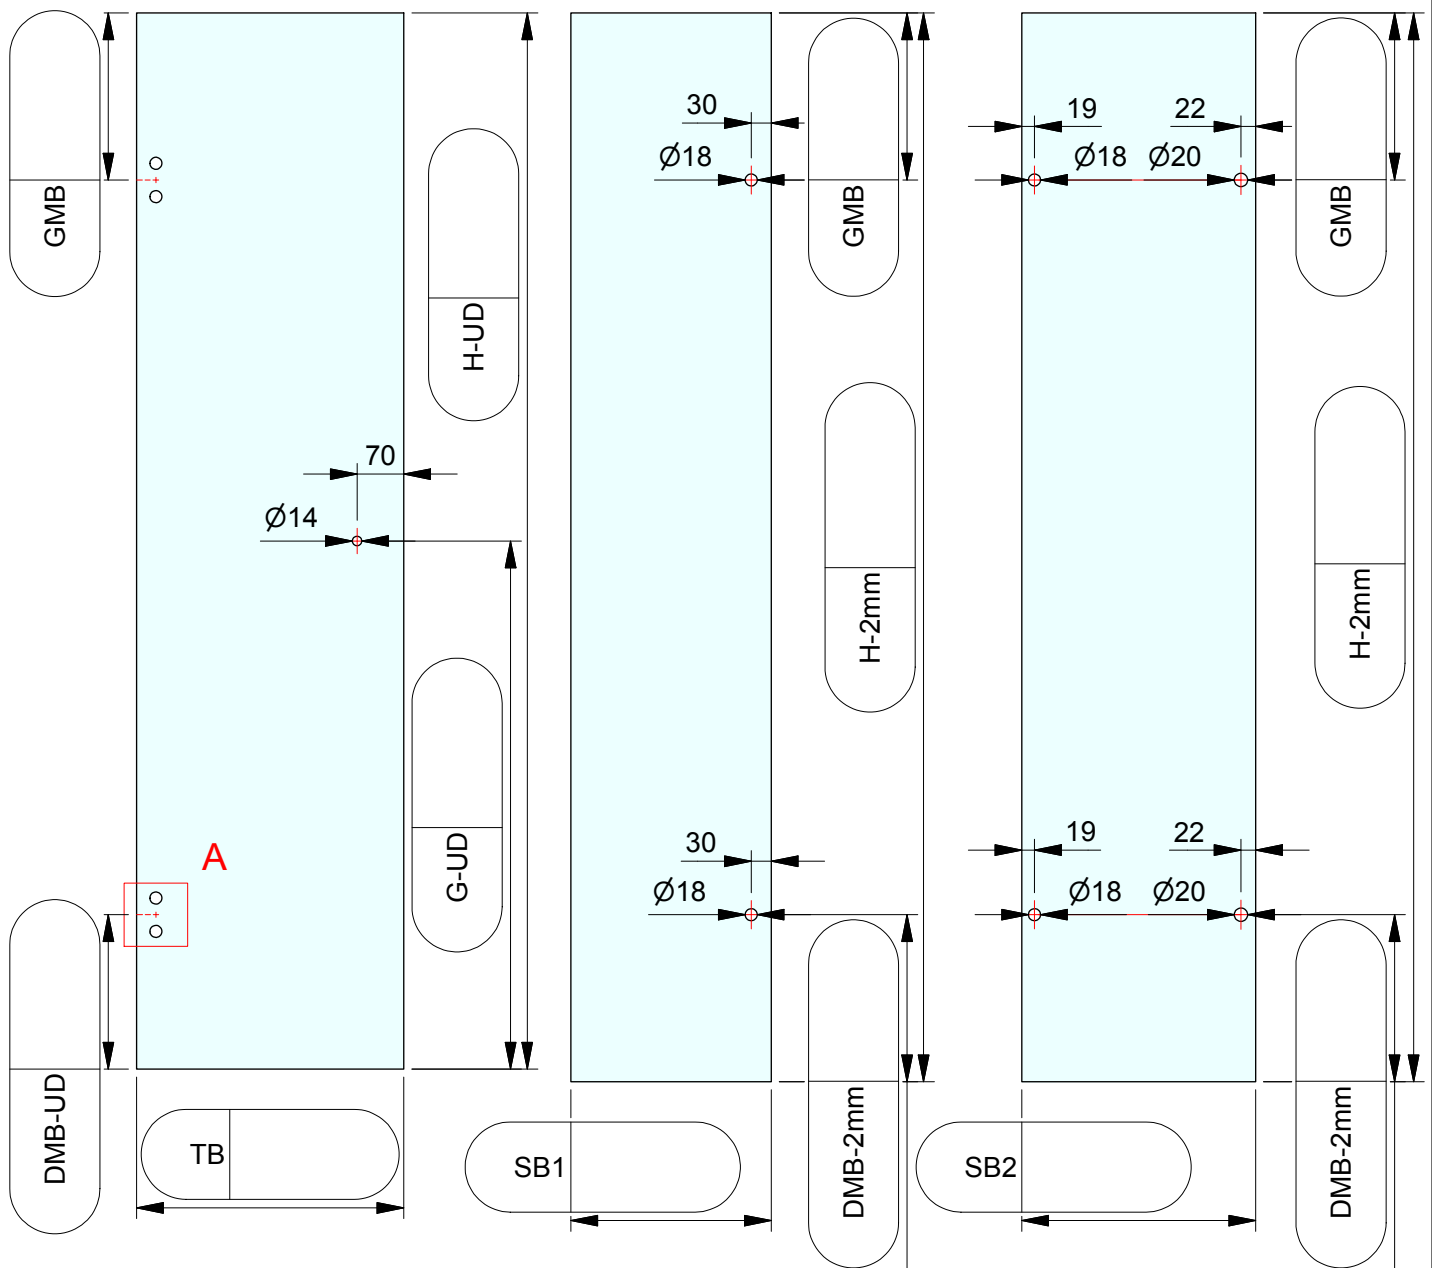 30
19
22
Ø18
Ø18
Ø20
GMB
GMB
GMB
H-UD
70
Ø14
H-2mm
H-2mm
30
19
22
A
G-UD
Ø18
Ø18
Ø20
DMB-UD
TB
SB1
DMB-2mm
SB2
DMB-2mm